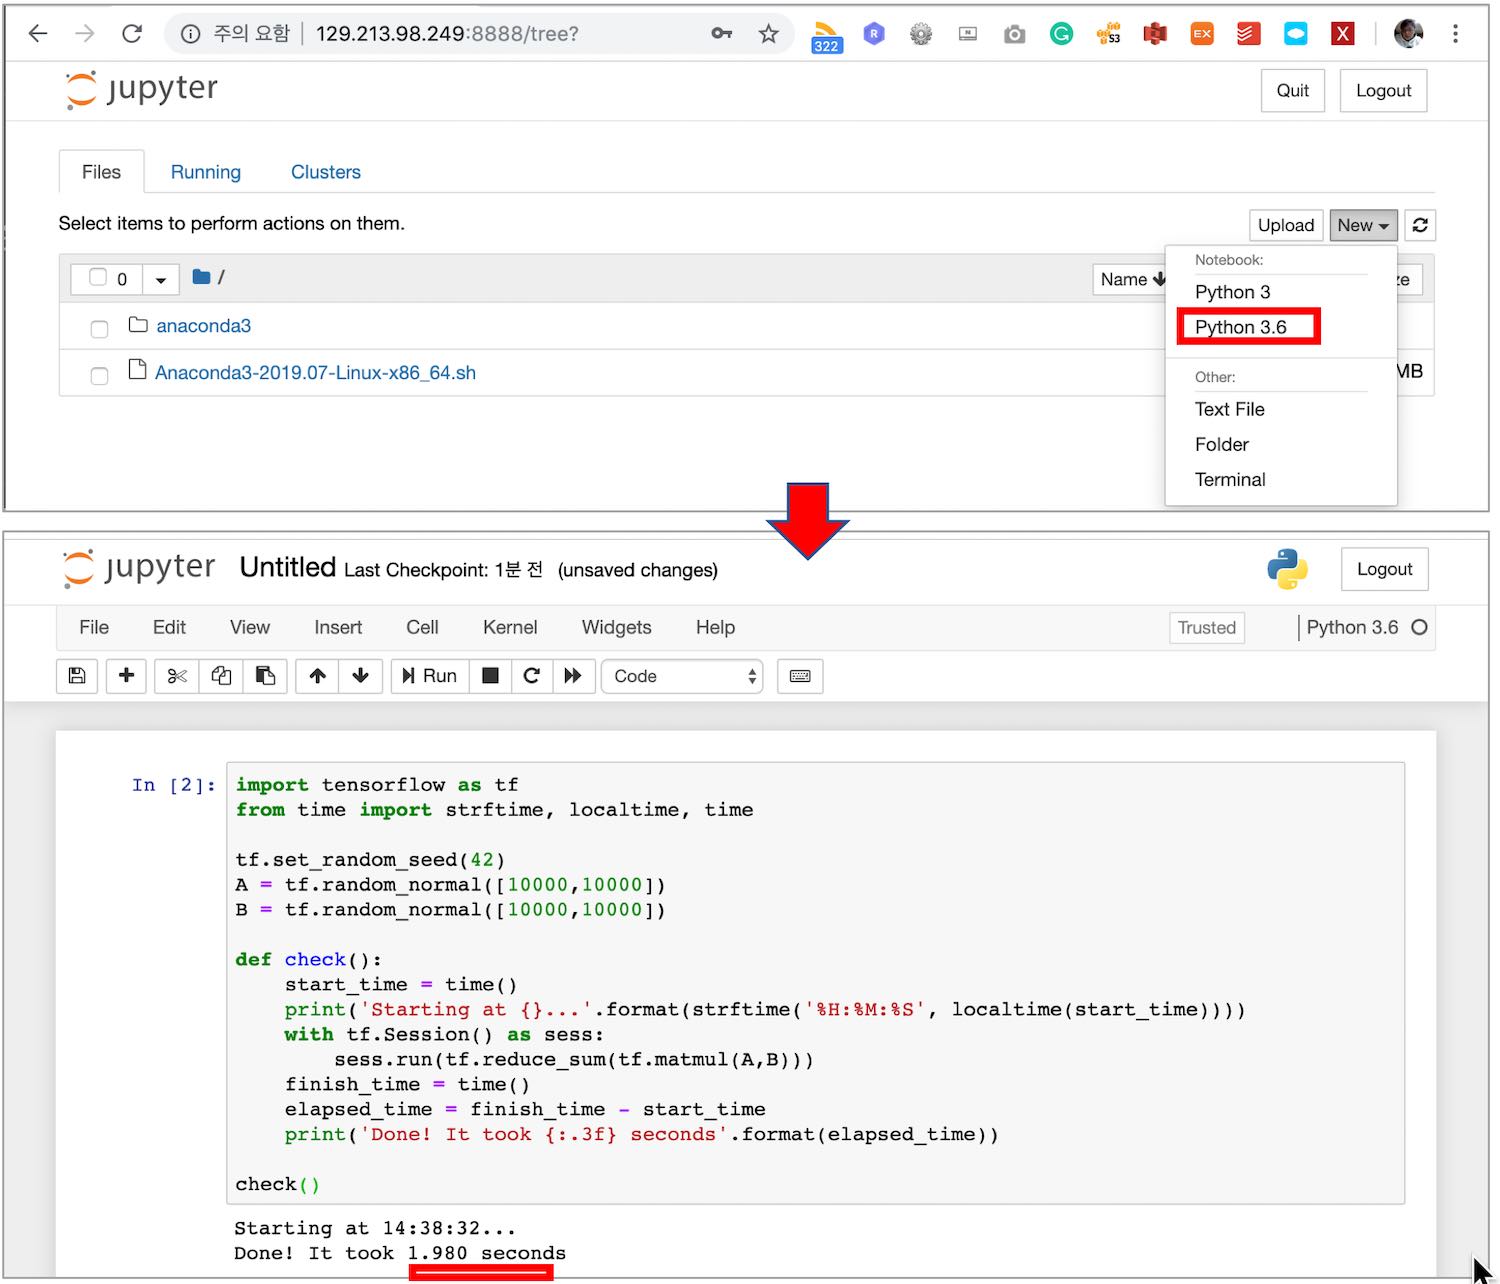 주의 요함 129.213.98.249:8888/tree?
322
R
N
G
S3
EX
X
jupyter
Quit Logout
Files Running Clusters
Select items to perform actions on them.
Upload New
0 /
Name ze
Notebook:
Python 3
Python 3.6
anaconda3
Anaconda3-2019.07-Linux-x86_64.sh
MB
Other:
Text File
Folder
Terminal
jupyter Untitled Last Checkpoint: 1분 전 (unsaved changes)
Logout
File Edit View Insert Cell Kernel Widgets Help Trusted Python 3.6
Run Code
In [2]: import tensorflow as tf
from time import strftime, localtime, time
tf.set_random_seed(42)
A = tf.random_normal([10000,10000])
B = tf.random_normal([10000,10000])
def check():
start_time = time()
print('Starting at {}...'.format(strftime('%H:%M:%S', localtime(start_time))))
with tf.Session() as sess:
sess.run(tf.reduce_sum(tf.matmul(A,B)))
finish_time = time()
elapsed_time = finish_time - start_time
print('Done! It took {:.3f} seconds'.format(elapsed_time))
check()
Starting at 14:38:32...
Done! It took 1.980 seconds